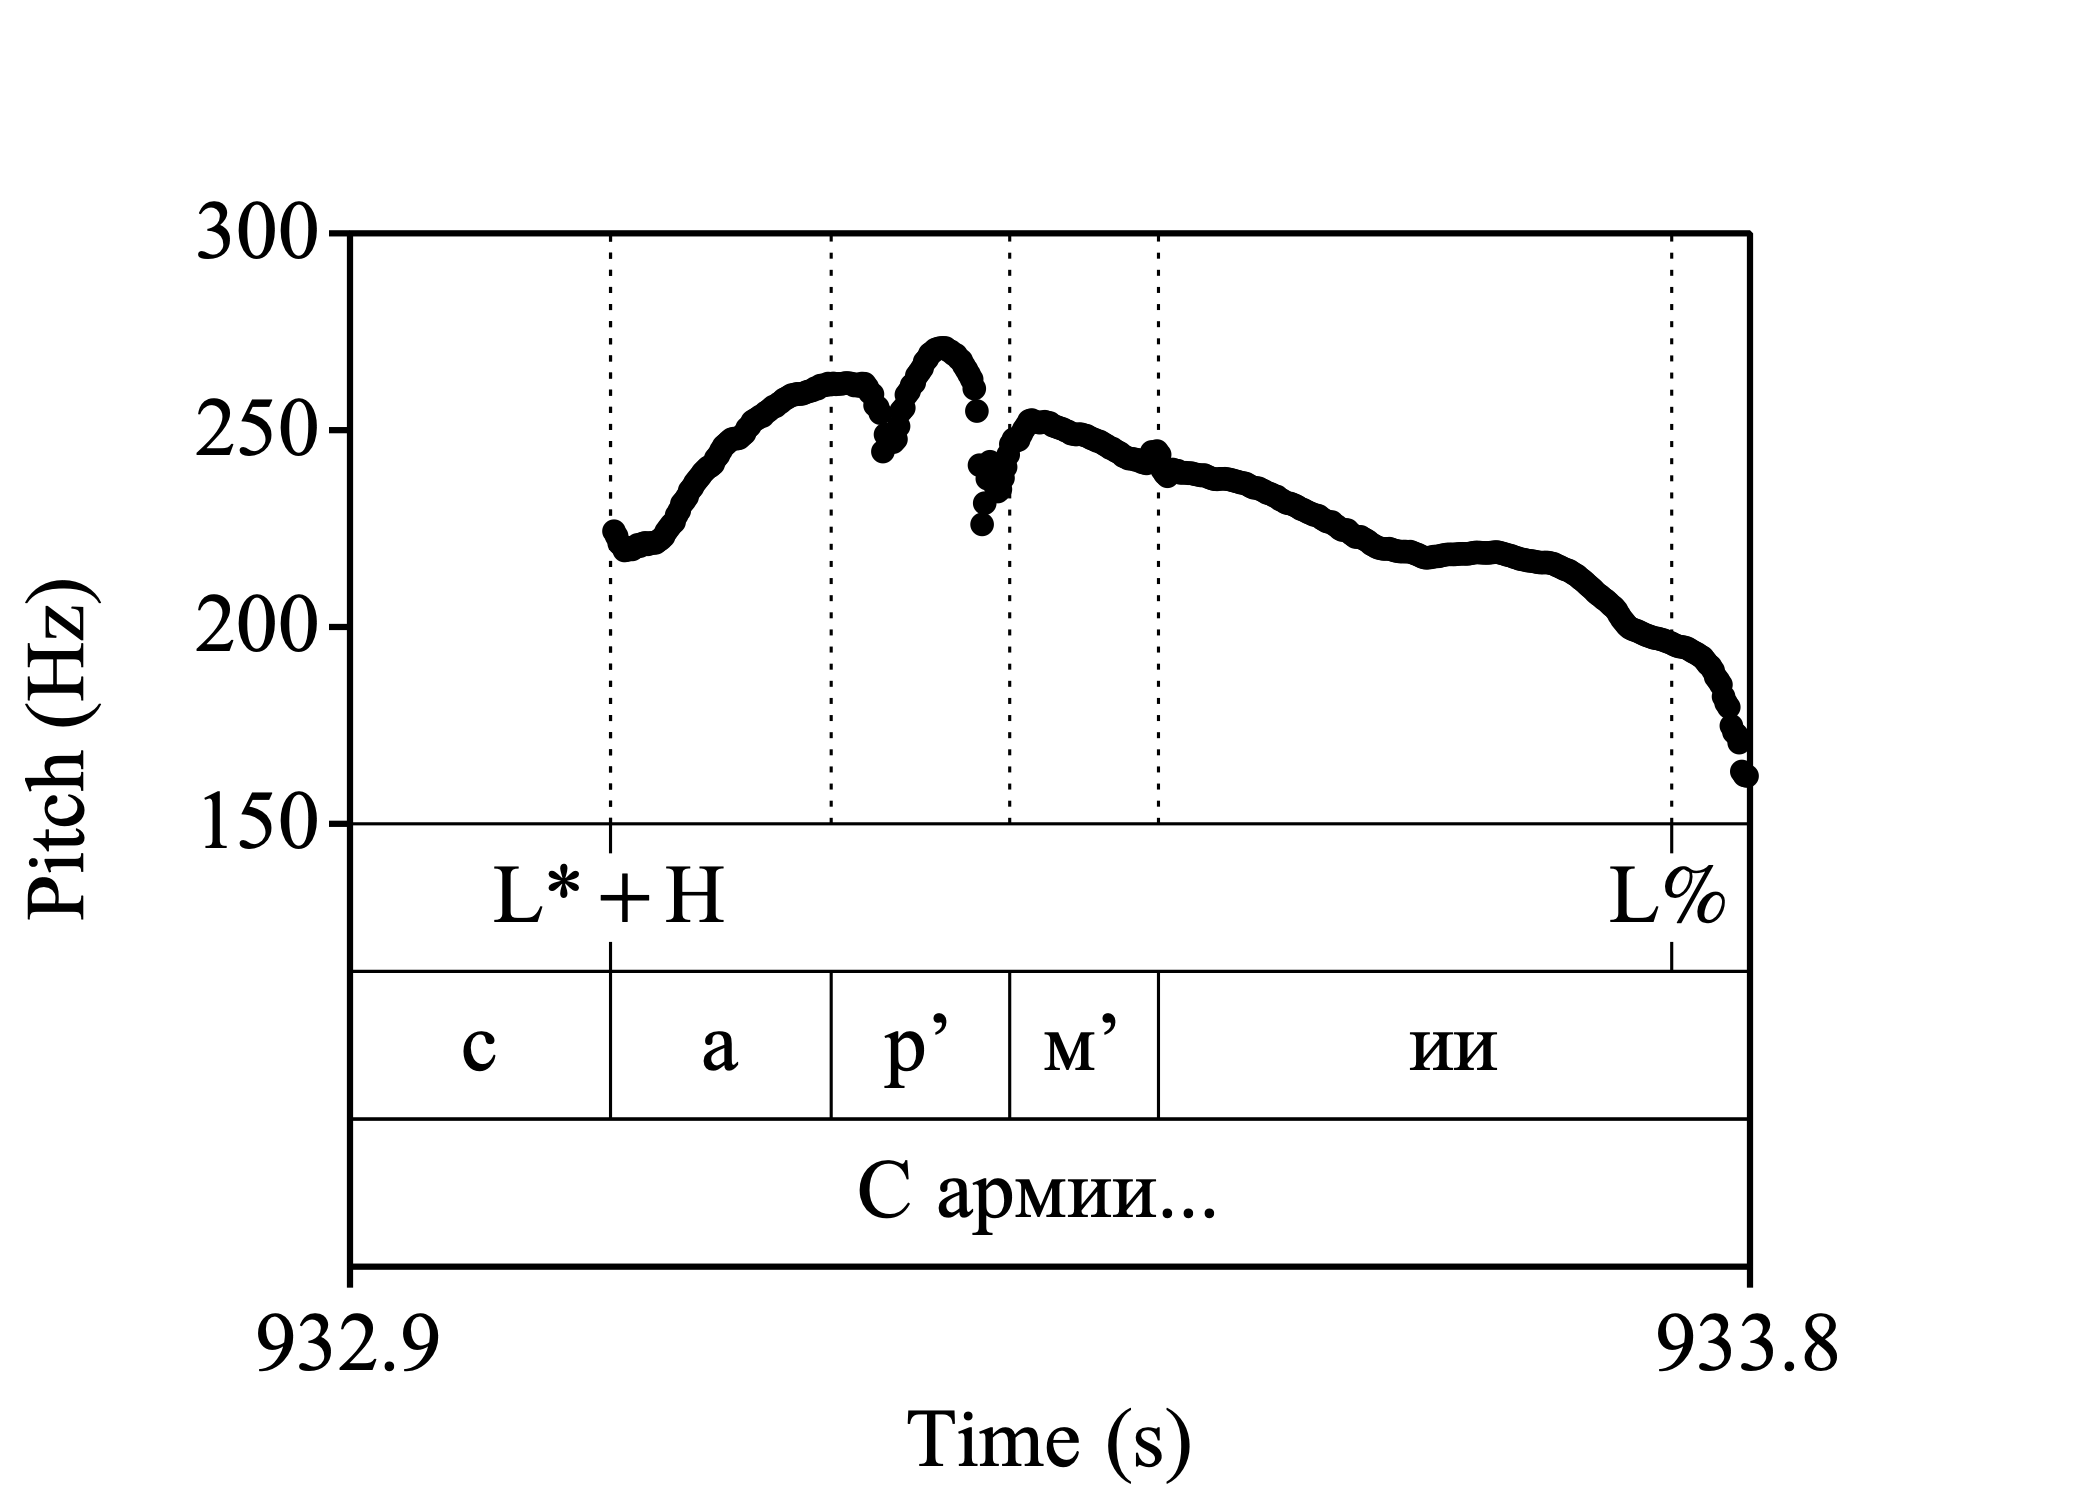 300
250
200
150
Pitch (Hz)
L*+H L%
с а р’ м’ ии
С армии...
932.9 933.8
Time (s)